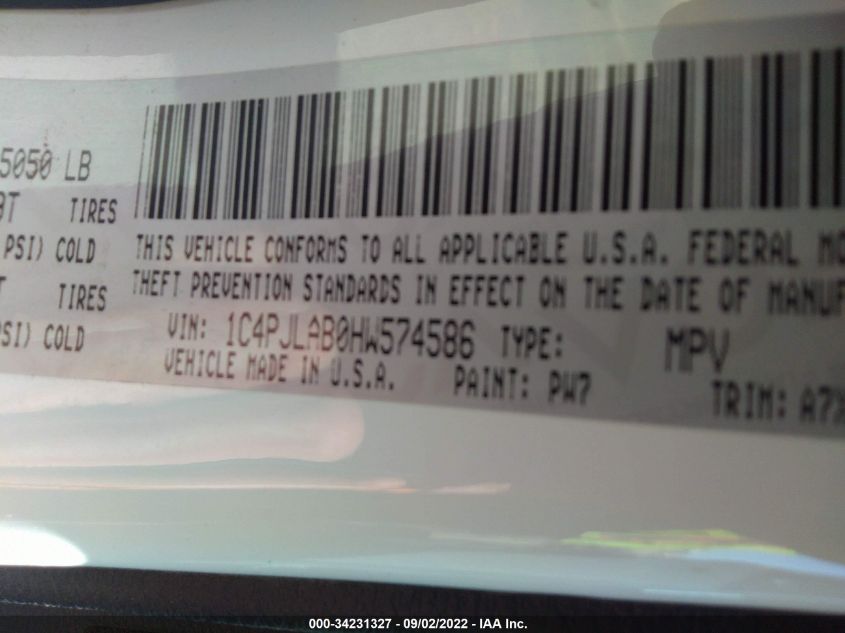 5050 LB
TIRES
PSI) COLD
TIRES
PSI) COLD
THIS VEHICLE CONFORMS TO ALL APPLICABLE U.S.A. FEDERAL MO
THEFT PREVENTION STANDARDS IN EFFECT ON THE DATE OF MANUF
VIN: 1C4PJLAB0HW574586 TYPE: MPV
VEHICLE MADE IN U.S.A. PAINT: PW7 TRIM: A7X
000-34231327 - 09/02/2022 - IAA Inc.